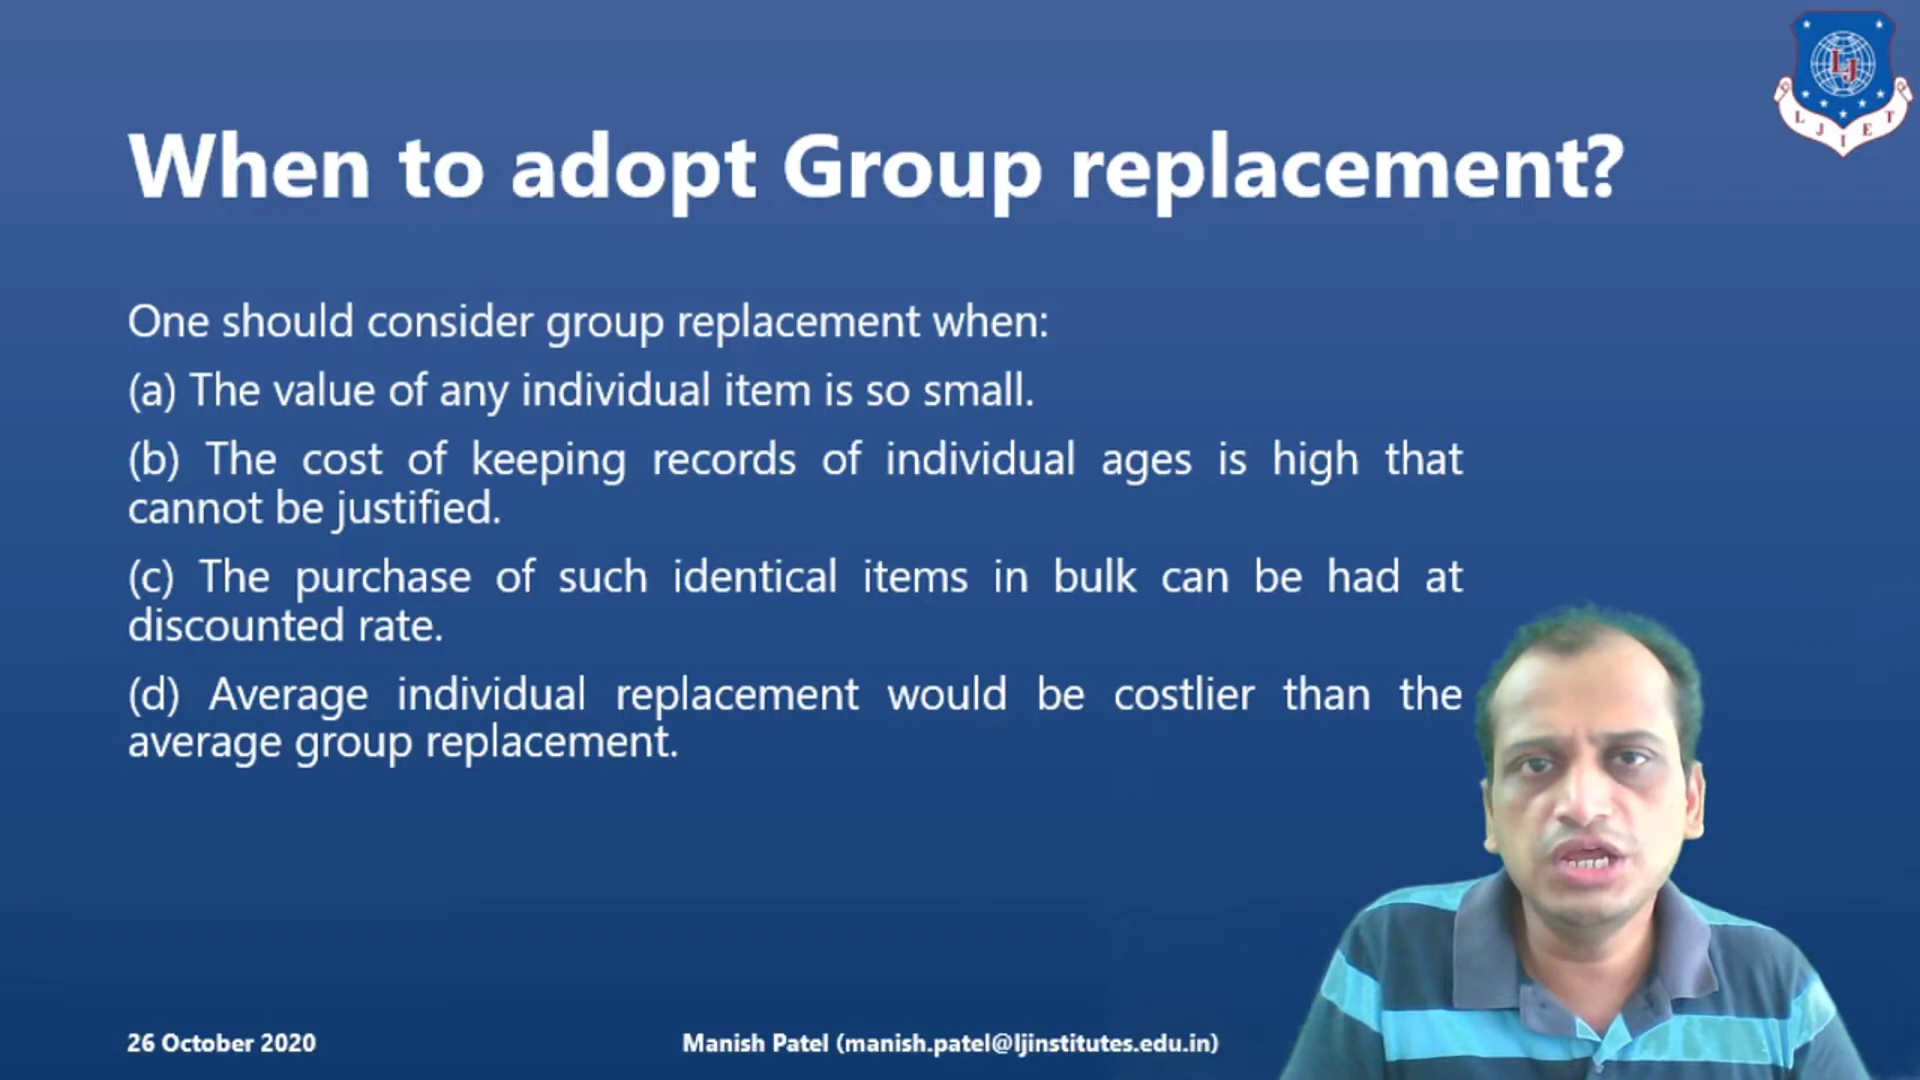 LJ
LJIET
When to adopt Group replacement?
One should consider group replacement when:
(a) The value of any individual item is so small.
(b) The cost of keeping records of individual ages is high that
cannot be justified.
(c) The purchase of such identical items in bulk can be had at
discounted rate.
(d) Average individual replacement would be costlier than the
average group replacement.
26 October 2020
Manish Patel (manish.patel@ljinstitutes.edu.in)